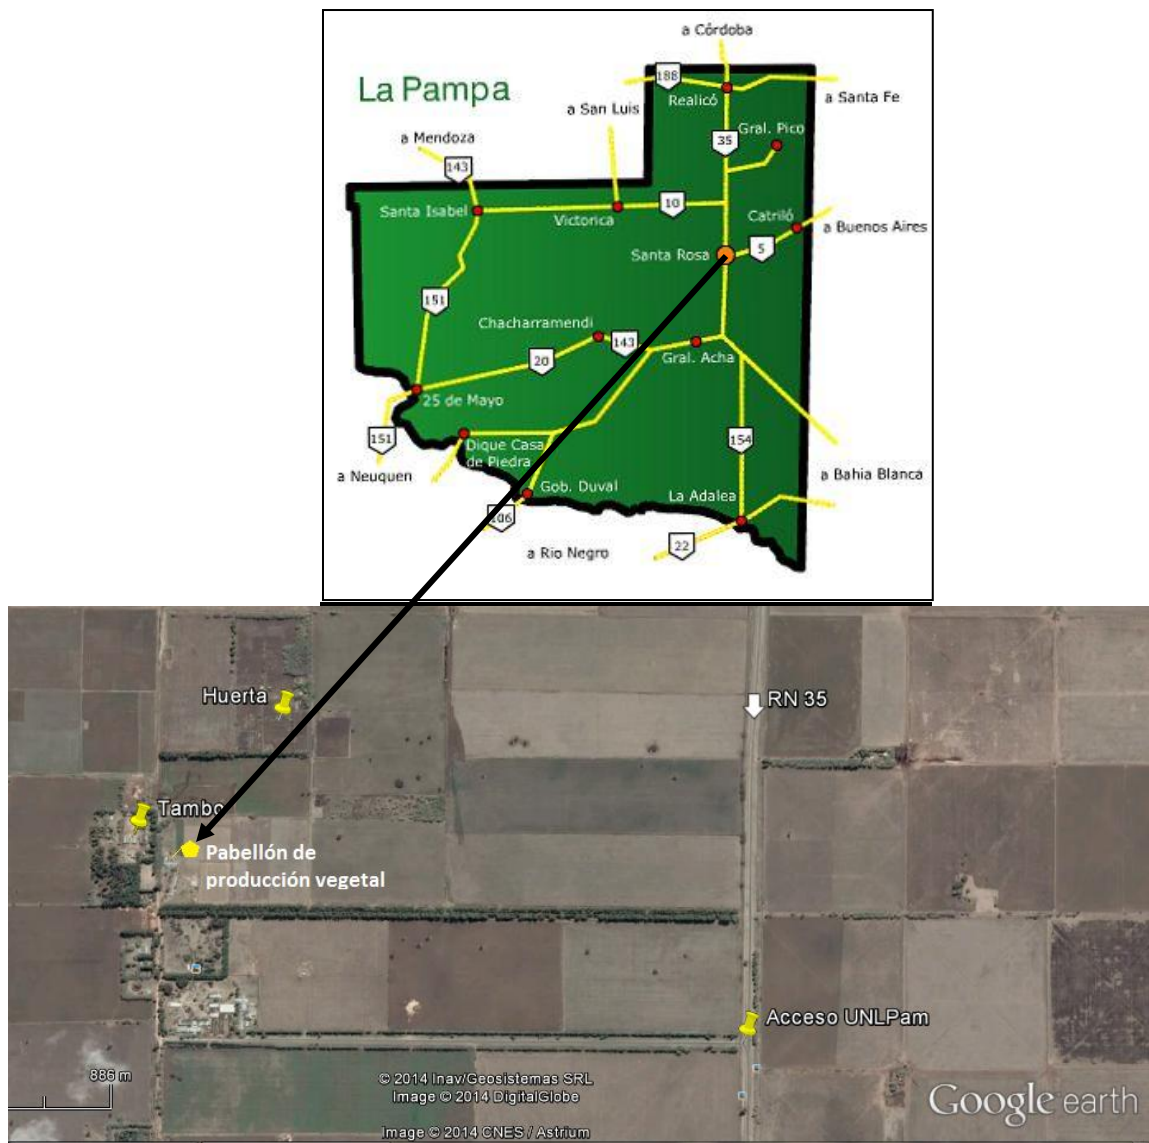 a Córdoba
La Pampa
188
Realicó
a Santa Fe
a San Luis
Gral. Pico
35
a Mendoza
143
Santa Isabel
Victorica
10
Catriló
a Buenos Aires
Santa Rosa
5
151
Chacharramendi
143
Gral. Acha
20
25 de Mayo
151
Dique Casa
de Piedra
154
a Neuquen
Gob. Duval
La Adalea
a Bahia Blanca
106
a Rio Negro
22
Huerta
RN 35
Tambo
Pabellón de
producción vegetal
Acceso UNLPam
886 m
© 2014 Inav/Geosistemas SRL
Image © 2014 DigitalGlobe
Image © 2014 CNES / Astrium
Google earth